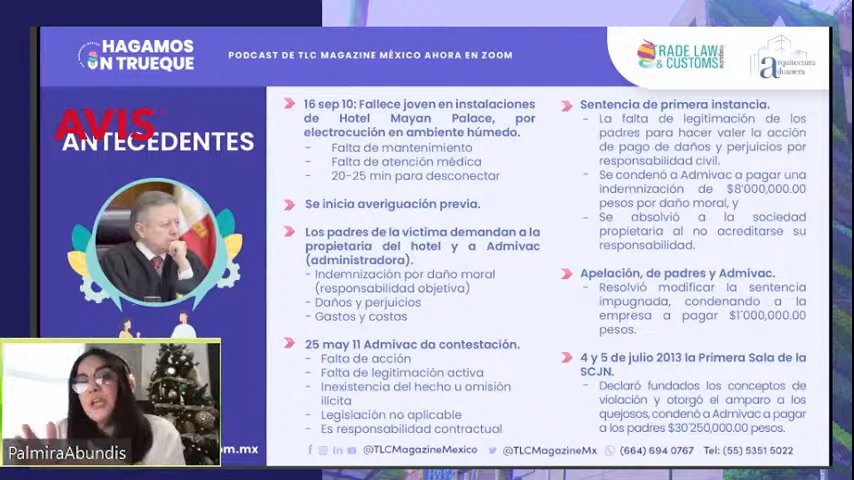 HAGAMOS
UN TRUEQUE
PODCAST DE TLC MAGAZINE MÉXICO AHORA EN ZOOM
TRADE LAW
& CUSTOMS
arquitectura
aduanera
AVIS
ANTECEDENTES
16 sep 10: Fallece joven en instalaciones
de Hotel Mayan Palace, por
electrocución en ambiente húmedo.
- Falta de mantenimiento
- Falta de atención médica
- 20-25 min para desconectar
Se inicia averiguación previa.
Los padres de la víctima demandan a la
propietaria del hotel y a Admivac
(administradora).
- Indemnización por daño moral
(responsabilidad objetiva)
- Daños y perjuicios
- Gastos y costas
25 may 11 Admivac da contestación.
- Falta de acción
- Falta de legitimación activa
- Inexistencia del hecho u omisión
ilícita
- Legislación no aplicable
- Es responsabilidad contractual
Sentencia de primera instancia.
- La falta de legitimación de los
padres para hacer valer la acción
de pago de daños y perjuicios por
responsabilidad civil.
- Se condenó a Admivac a pagar una
indemnización de $8'000,000.00
pesos por daño moral, y
- Se absolvió a la sociedad
propietaria al no acreditarse su
responsabilidad.
Apelación, de padres y Admivac.
- Resolvió modificar la sentencia
impugnada, condenando a la
empresa a pagar $1'000,000.00
pesos.
4 y 5 de julio 2013 la Primera Sala de la
SCJN.
- Declaró fundados los conceptos de
violación y otorgó el amparo a los
quejosos, condenó a Admivac a pagar
a los padres $30'250,000.00 pesos.
PalmiraAbundis
om.mx
@TLCMagazineMexico @TLCMagazineMx (664) 694 0767 Tel: (55) 5351 5022